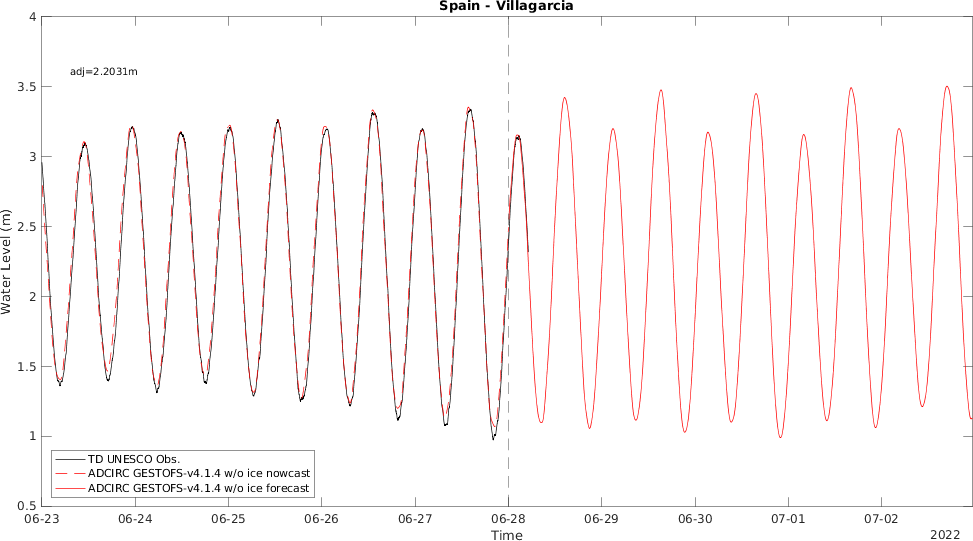 Spain - Villagarcia
4
adj=2.2031m
3.5
3
2.5
Water Level (m)
2
1.5
1
TD UNESCO Obs.
ADCIRC GESTOFS-v4.1.4 w/o ice nowcast
ADCIRC GESTOFS-v4.1.4 w/o ice forecast
0.5
06-23 06-24 06-25 06-26 06-27 06-28 06-29 06-30 07-01 07-02
Time
2022